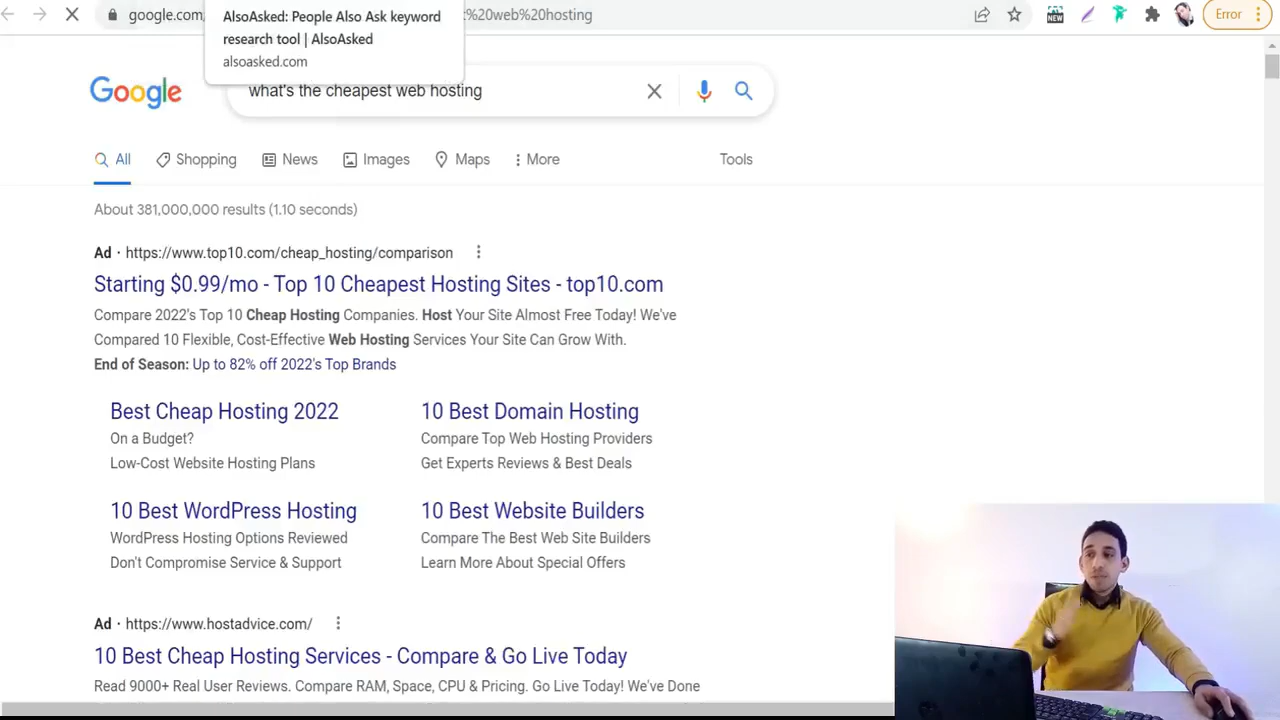 google.com/
t%20web%20hosting
Error
AlsoAsked: People Also Ask keyword
research tool | AlsoAsked
alsoasked.com
Google
what's the cheapest web hosting
All
Shopping
News
Images
Maps
More
Tools
About 381,000,000 results (1.10 seconds)
Ad · https://www.top10.com/cheap_hosting/comparison
Starting $0.99/mo - Top 10 Cheapest Hosting Sites - top10.com
Compare 2022's Top 10 Cheap Hosting Companies. Host Your Site Almost Free Today! We've
Compared 10 Flexible, Cost-Effective Web Hosting Services Your Site Can Grow With.
End of Season: Up to 82% off 2022's Top Brands
Best Cheap Hosting 2022
On a Budget?
Low-Cost Website Hosting Plans
10 Best Domain Hosting
Compare Top Web Hosting Providers
Get Experts Reviews & Best Deals
10 Best WordPress Hosting
WordPress Hosting Options Reviewed
Don't Compromise Service & Support
10 Best Website Builders
Compare The Best Web Site Builders
Learn More About Special Offers
Ad · https://www.hostadvice.com/
10 Best Cheap Hosting Services - Compare & Go Live Today
Read 9000+ Real User Reviews. Compare RAM, Space, CPU & Pricing. Go Live Today! We've Done